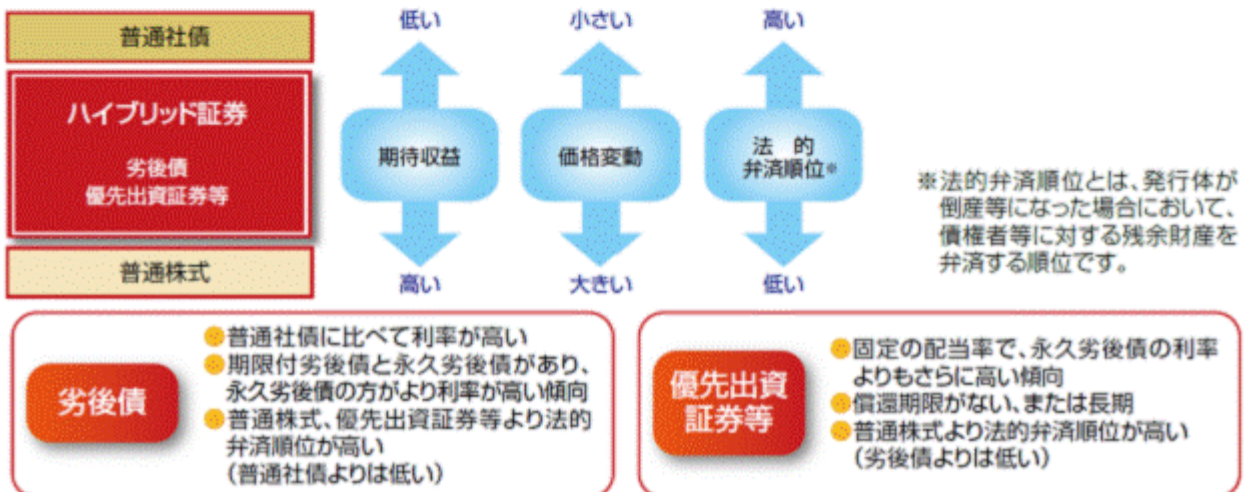 普通社債
ハイブリッド証券
劣後債
優先出資証券等
普通株式
低い
期待収益
高い
小さい
価格変動
大きい
高い
法的
弁済順位※
低い
※法的弁済順位とは、発行体が
倒産等になった場合において、
債権者等に対する残余財産を
弁済する順位です。
劣後債
●普通社債に比べて利率が高い
●期限付劣後債と永久劣後債があり、
永久劣後債の方がより利率が高い傾向
●普通株式、優先出資証券等より法的
弁済順位が高い
(普通社債よりは低い)
優先出資
証券等
●固定の配当率で、永久劣後債の利率
よりもさらに高い傾向
●償還期限がない、または長期
●普通株式より法的弁済順位が高い
(劣後債よりは低い)